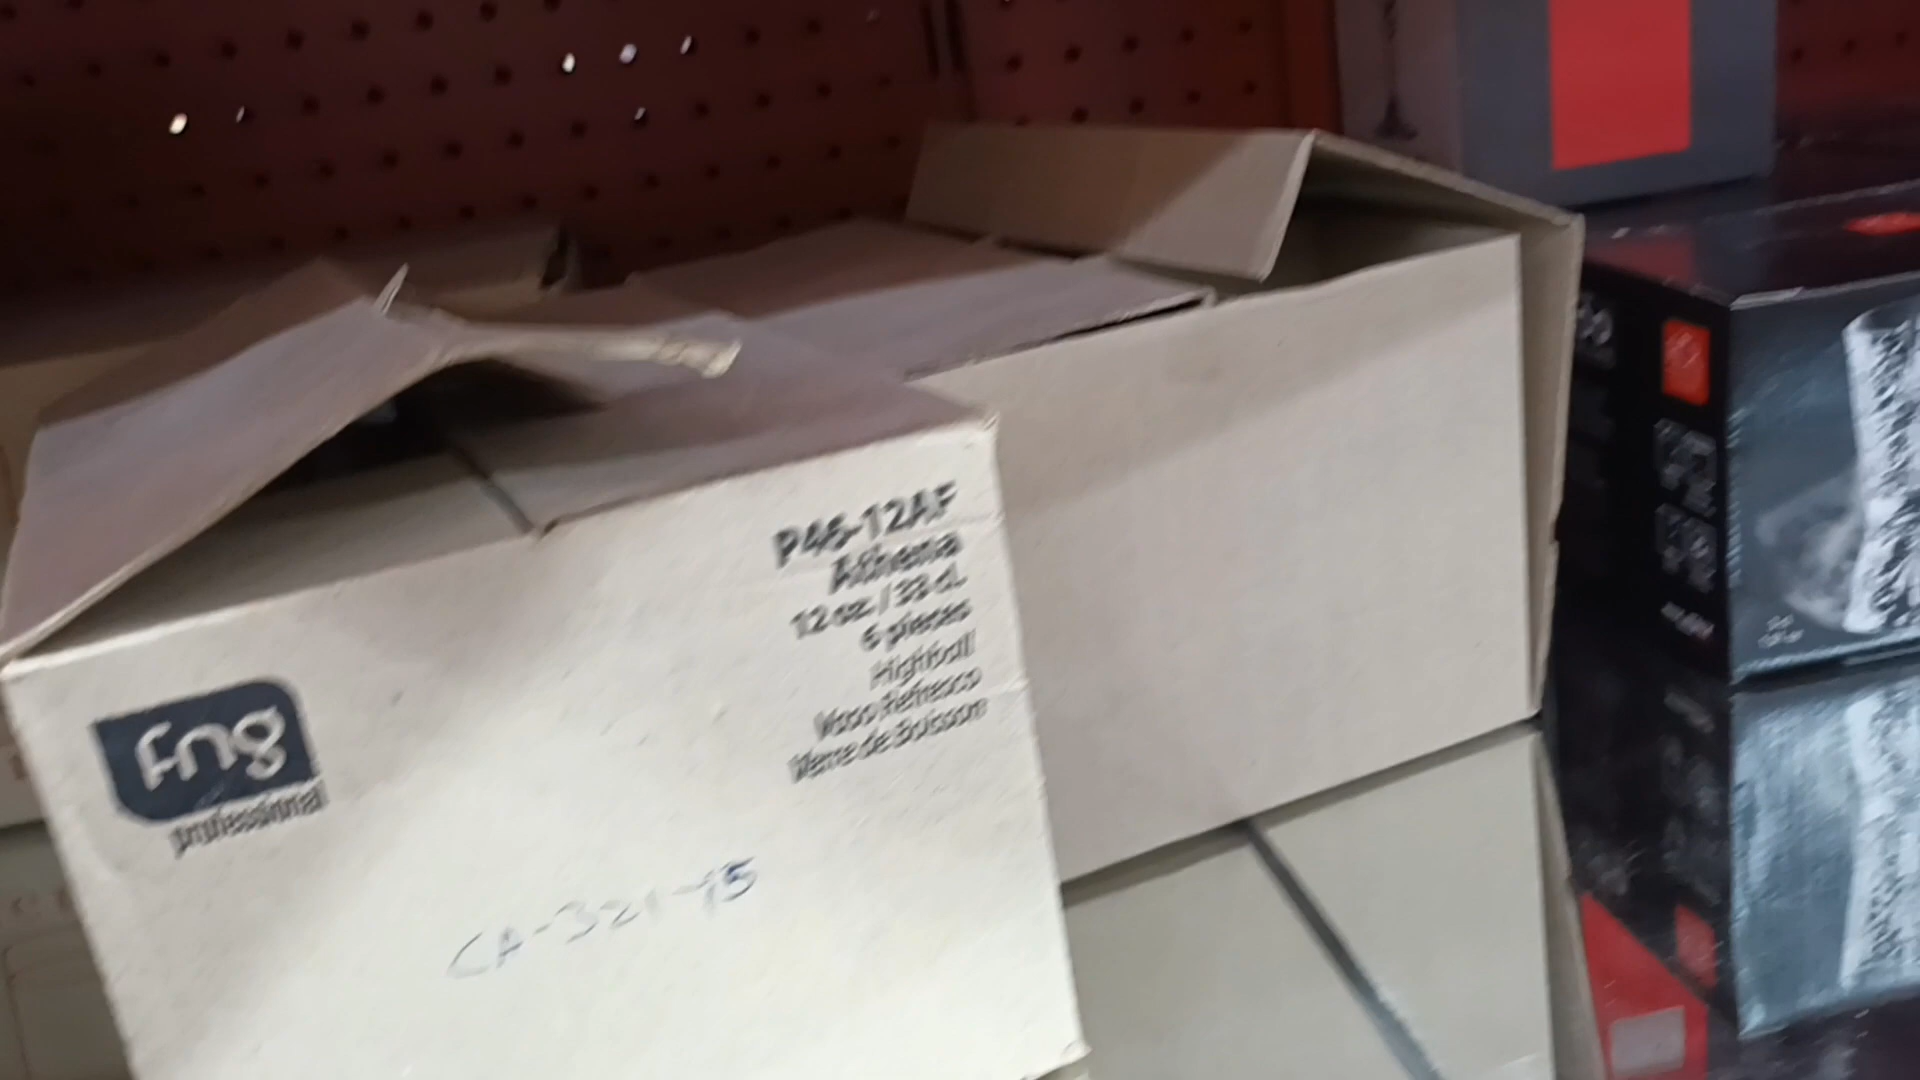 P46-12AF
Athena
12 oz. / 33 cL
6 pieces
Highball
Vaso Refresco
Verre de Boisson
fng
professional
CA-321-15